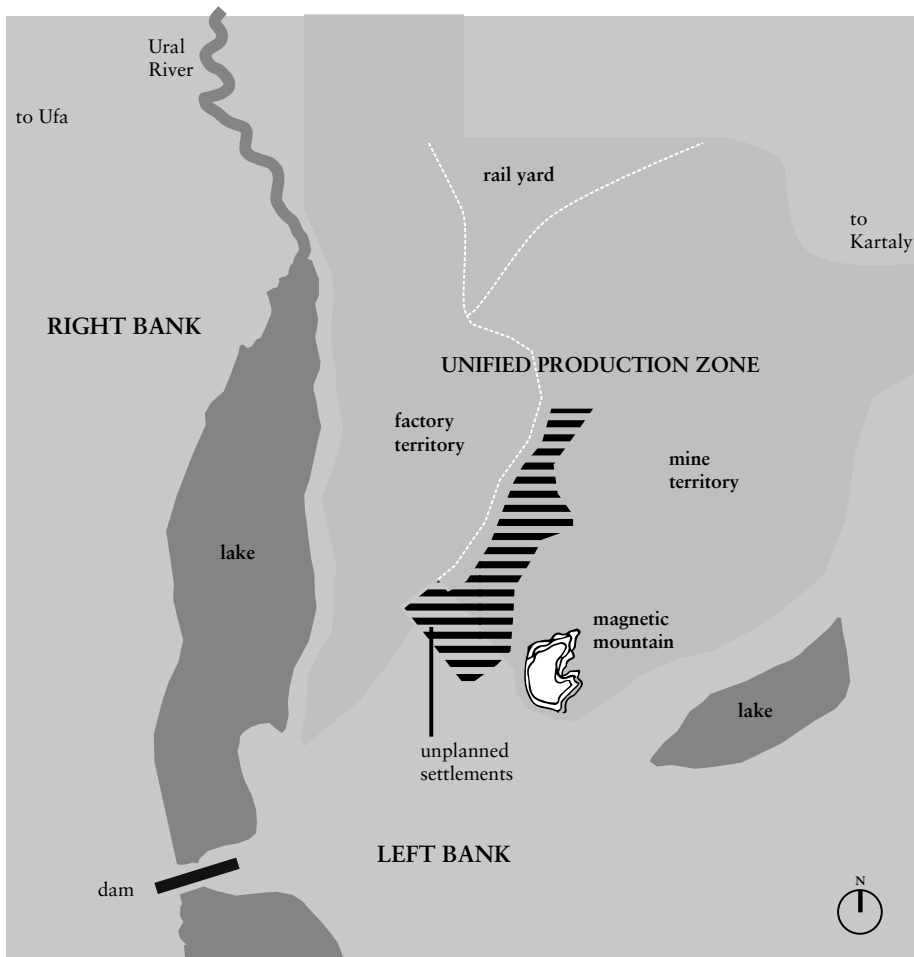 Ural
River
to Ufa
rail yard
to
Kartaly
RIGHT BANK
UNIFIED PRODUCTION ZONE
factory
territory
mine
territory
lake
magnetic
mountain
lake
unplanned
settlements
LEFT BANK
dam
N